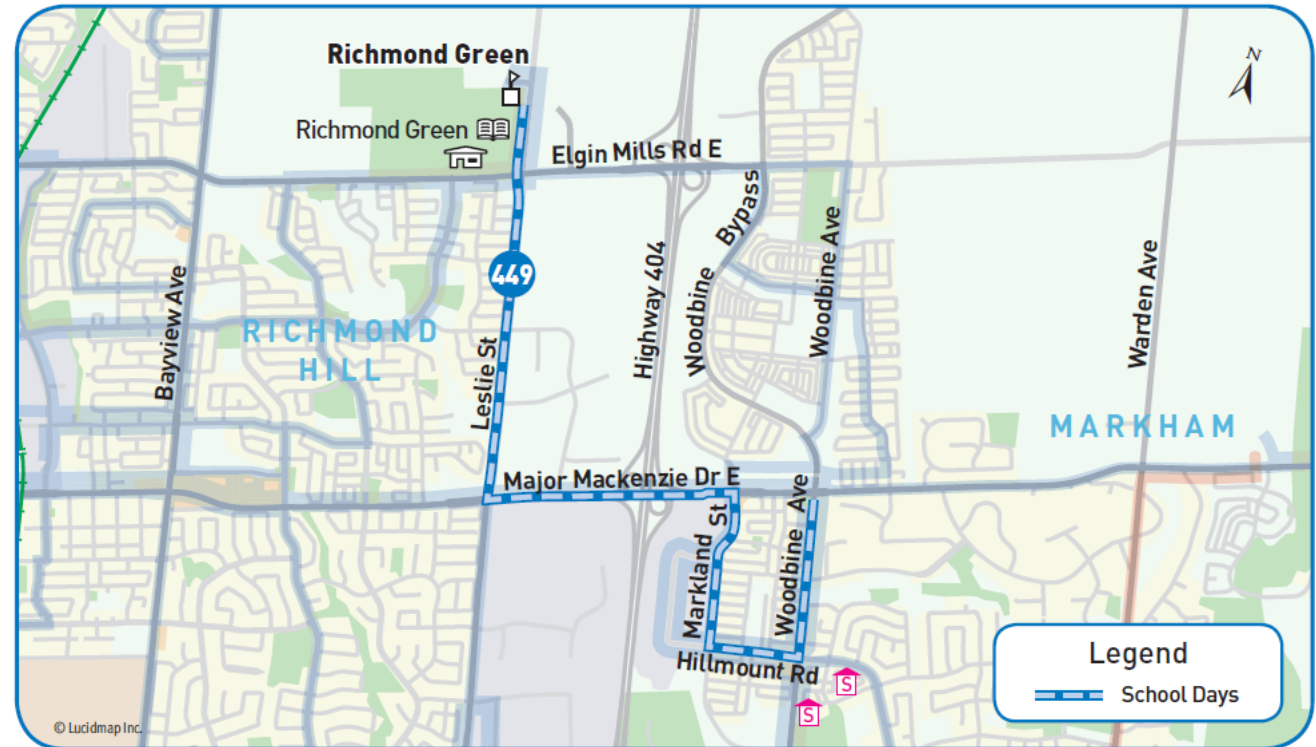 Richmond Green
N
Richmond Green
Elgin Mills Rd E
Bypass
Woodbine
Woodbine Ave
Highway 404
Warden Ave
Bayview Ave
449
RICHMOND
HILL
Leslie St
MARKHAM
Major Mackenzie Dr E
Markland St
Woodbine Ave
Hillmount Rd
S
S
Legend
School Days
© Lucidmap Inc.